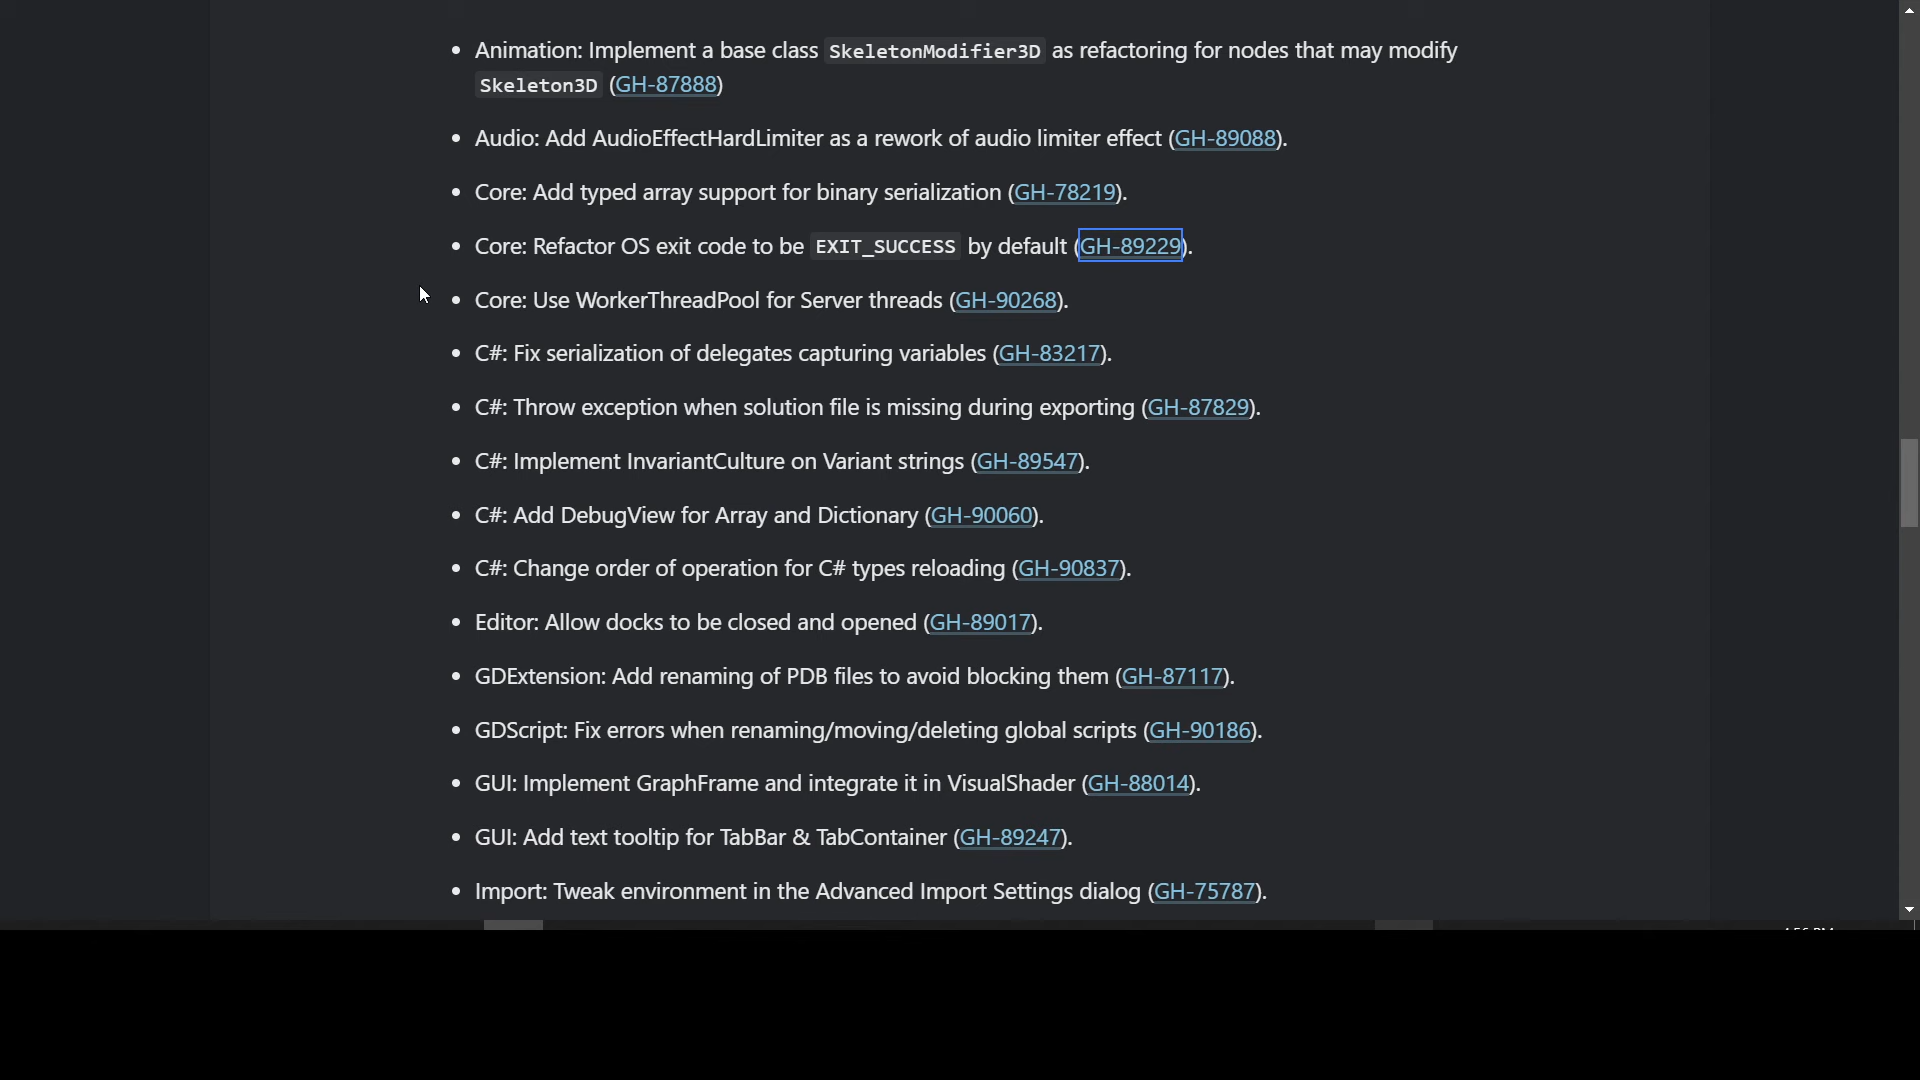 • Animation: Implement a base class SkeletonModifier3D as refactoring for nodes that may modify
Skeleton3D (GH-87888)
• Audio: Add AudioEffectHardLimiter as a rework of audio limiter effect (GH-89088).
• Core: Add typed array support for binary serialization (GH-78219).
• Core: Refactor OS exit code to be EXIT_SUCCESS by default (GH-89229).
• Core: Use WorkerThreadPool for Server threads (GH-90268).
• C#: Fix serialization of delegates capturing variables (GH-83217).
• C#: Throw exception when solution file is missing during exporting (GH-87829).
• C#: Implement InvariantCulture on Variant strings (GH-89547).
• C#: Add DebugView for Array and Dictionary (GH-90060).
• C#: Change order of operation for C# types reloading (GH-90837).
• Editor: Allow docks to be closed and opened (GH-89017).
• GDExtension: Add renaming of PDB files to avoid blocking them (GH-87117).
• GDScript: Fix errors when renaming/moving/deleting global scripts (GH-90186).
• GUI: Implement GraphFrame and integrate it in VisualShader (GH-88014).
• GUI: Add text tooltip for TabBar & TabContainer (GH-89247).
• Import: Tweak environment in the Advanced Import Settings dialog (GH-75787).